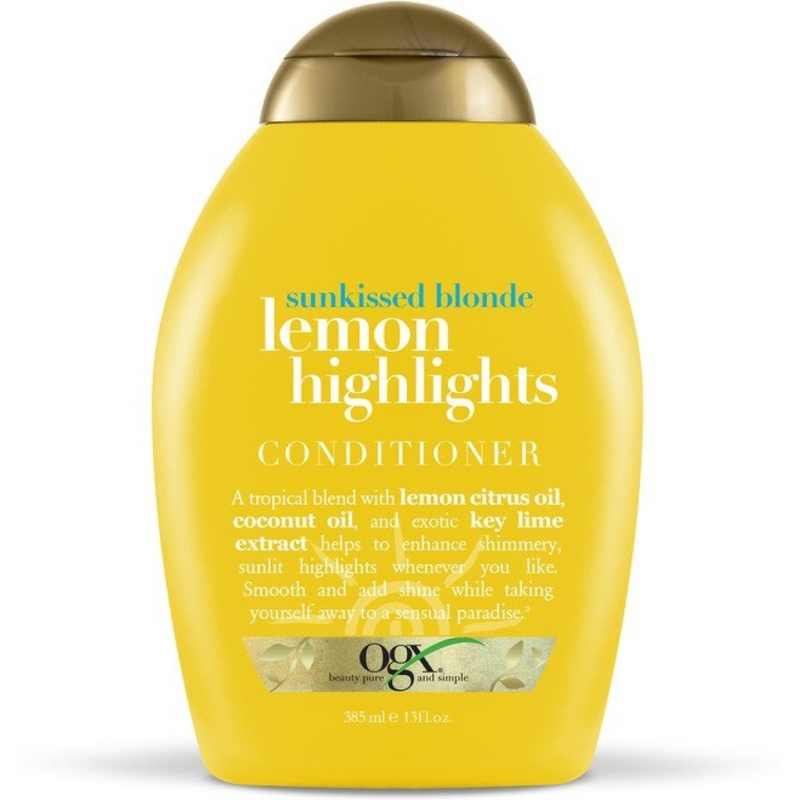 sunkissed blonde
lemon
highlights
CONDITIONER
A tropical blend with lemon citrus oil,
coconut oil, and exotic key lime
extract helps to enhance shimmery,
sunlit highlights whenever you like.
Smooth and add shine while taking
yourself away to a sensual paradise.*
ogx®
beauty pure and simple
385 ml e 13fl.oz.